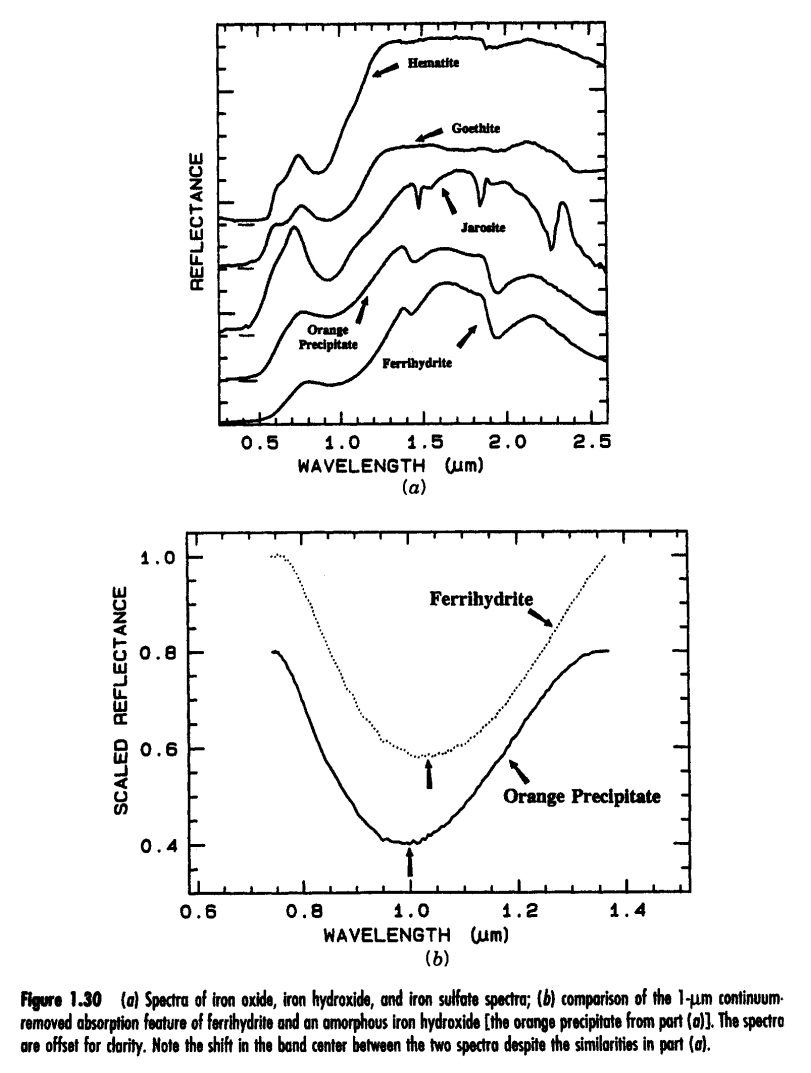 Hematite
Goethite
Jarosite
Orange
Precipitate
Ferrihydrite
REFLECTANCE
0.5 1.0 1.5 2.0 2.5
WAVELENGTH (μm)
(a)
1.0
0.8
0.6
0.4
Ferrihydrite
Orange Precipitate
SCALED REFLECTANCE
0.6 0.8 1.0 1.2 1.4
WAVELENGTH (μm)
(b)
Figure 1.30 (a) Spectra of iron oxide, iron hydroxide, and iron sulfate spectra; (b) comparison of the 1-μm continuum-
removed absorption feature of ferrihydrite and an amorphous iron hydroxide [the orange precipitate from part (a)]. The spectra
are offset for clarity. Note the shift in the band center between the two spectra despite the similarities in part (a).